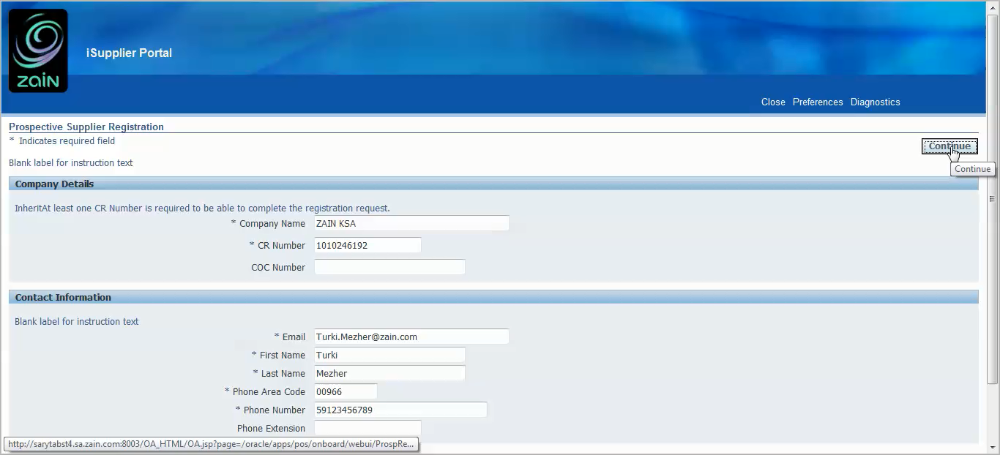 zain
iSupplier Portal
Close Preferences Diagnostics
Prospective Supplier Registration
* Indicates required field
Continue
Blank label for instruction text
Continue
Company Details
InheritAt least one CR Number is required to be able to complete the registration request.
* Company Name ZAIN KSA
* CR Number 1010246192
COC Number
Contact Information
Blank label for instruction text
* Email Turki.Mezher@zain.com
* First Name Turki
* Last Name Mezher
* Phone Area Code 00966
* Phone Number 59123456789
Phone Extension
http://sarytabst4.sa.zain.com:8003/OA_HTML/OA.jsp?page=/oracle/apps/pos/onboard/webui/ProspRe...